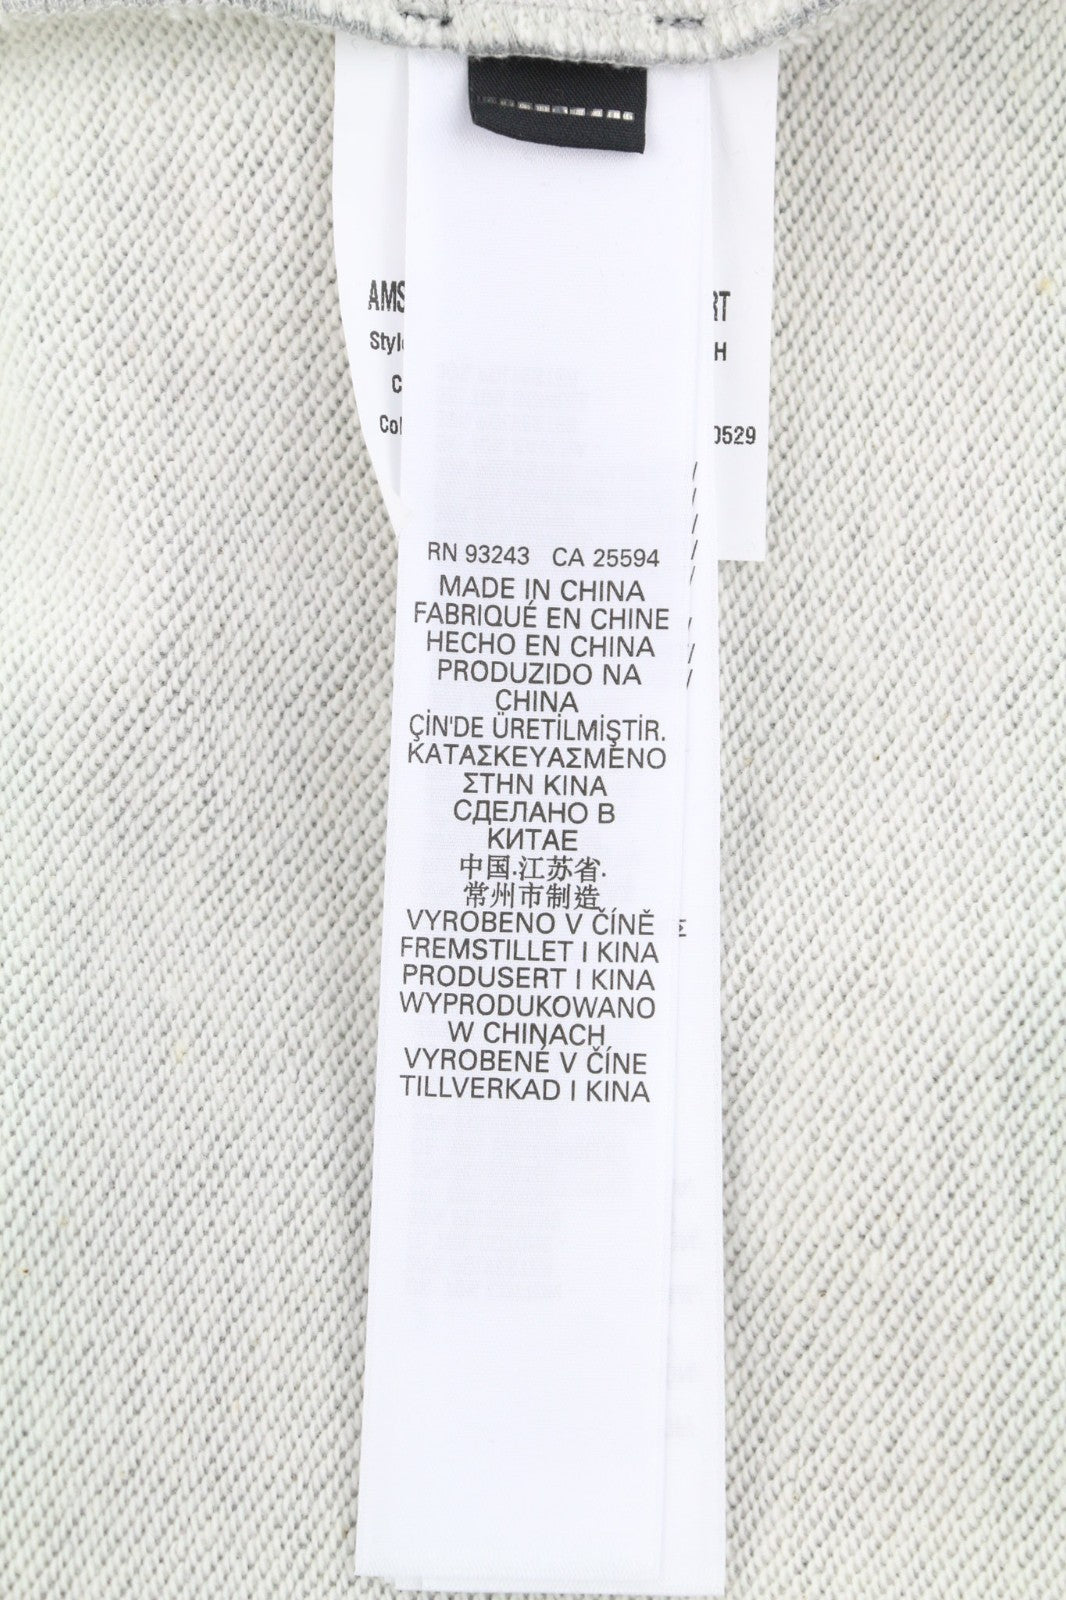 RN 93243 CA 25594
MADE IN CHINA
FABRIQUÉ EN CHINE
HECHO EN CHINA
PRODUZIDO NA
CHINA
ÇİN'DE ÜRETİLMİŞTİR.
ΚΑΤΑΣΚΕΥΑΣΜΕΝΟ
ΣΤΗΝ ΚΙΝΑ
СДЕЛАНО В
КИТАЕ
中国.江苏省.
常州市制造
VYROBENO V ČÍNĚ
FREMSTILLET I KINA
PRODUSERT I KINA
WYPRODUKOWANO
W CHINACH
VYROBENÉ V ČÍNE
TILLVERKAD I KINA